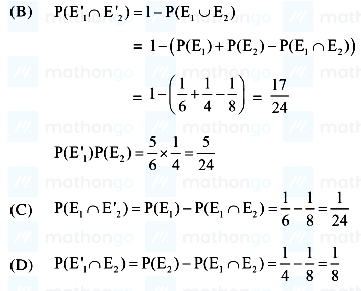 (B) P(E'₁∩E'₂)=1−P(E₁∪E₂)
= 1−(P(E₁)+P(E₂)−P(E₁∩E₂))
= 1−(1/6+1/4−1/8) = 17/24
P(E'₁)P(E₂)=5/6×1/4=5/24
(C) P(E₁∩E'₂)=P(E₁)−P(E₁∩E₂)=1/6−1/8=1/24
(D) P(E'₁∩E₂)=P(E₂)−P(E₁∩E₂)=1/4−1/8=1/8